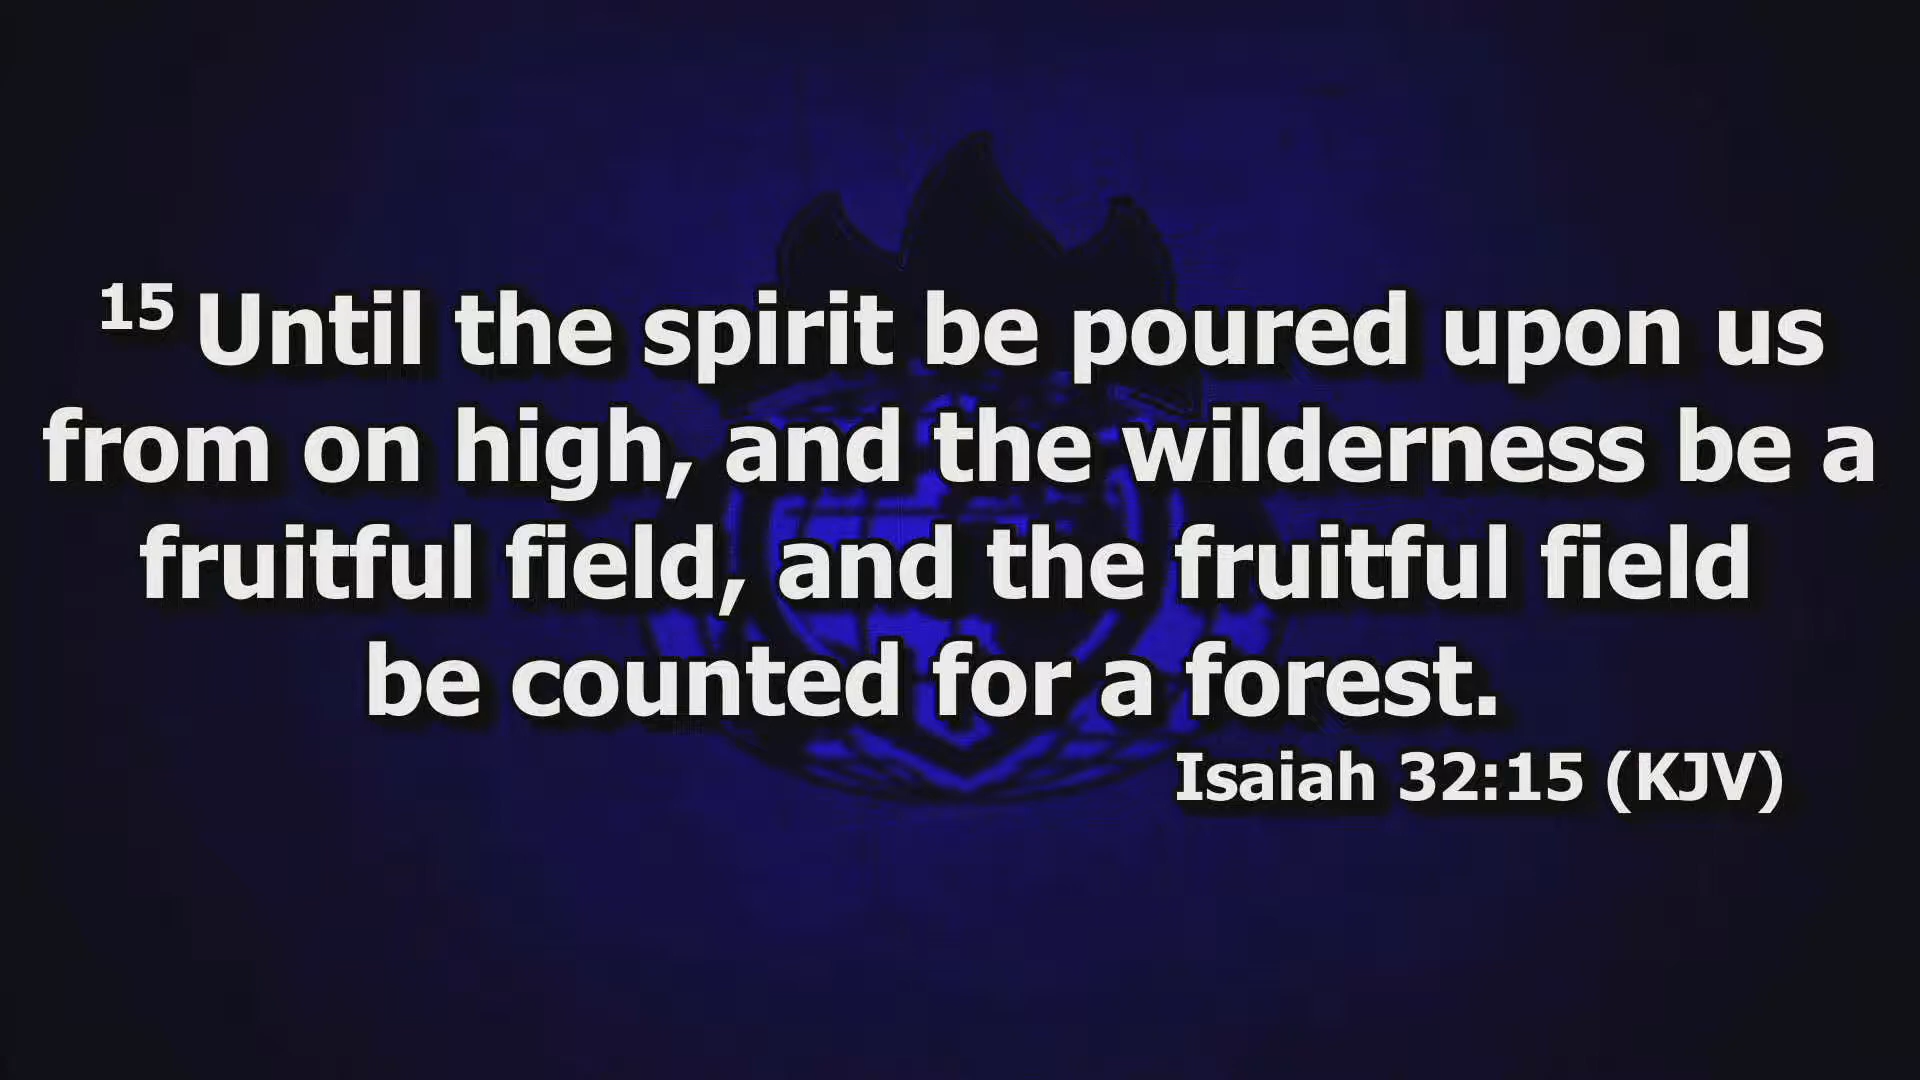 15 Until the spirit be poured upon us
from on high, and the wilderness be a
fruitful field, and the fruitful field
be counted for a forest.
Isaiah 32:15 (KJV)